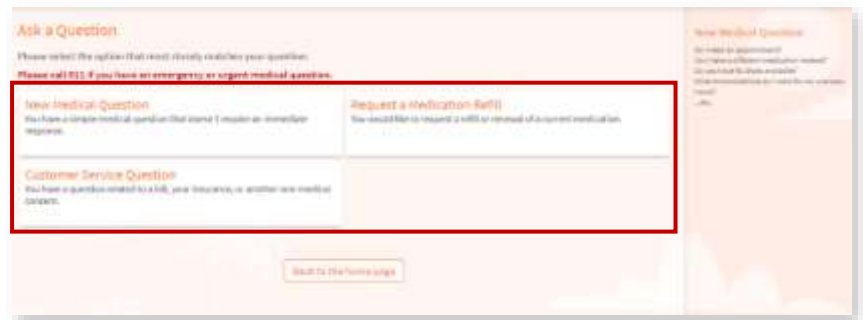 Ask a Question
Please select the option that most closely matches your question.
Please call 911 if you have an emergency or urgent medical question.
New Medical Question
You have a simple medical question that doesn't require an immediate
response.
Request a Medication Refill
You would like to request a refill or renewal of a current medication.
Customer Service Question
You have a question related to a bill, your insurance, or another non-medical
concern.
Back to the home page
New Medical Question
Do I need an appointment?